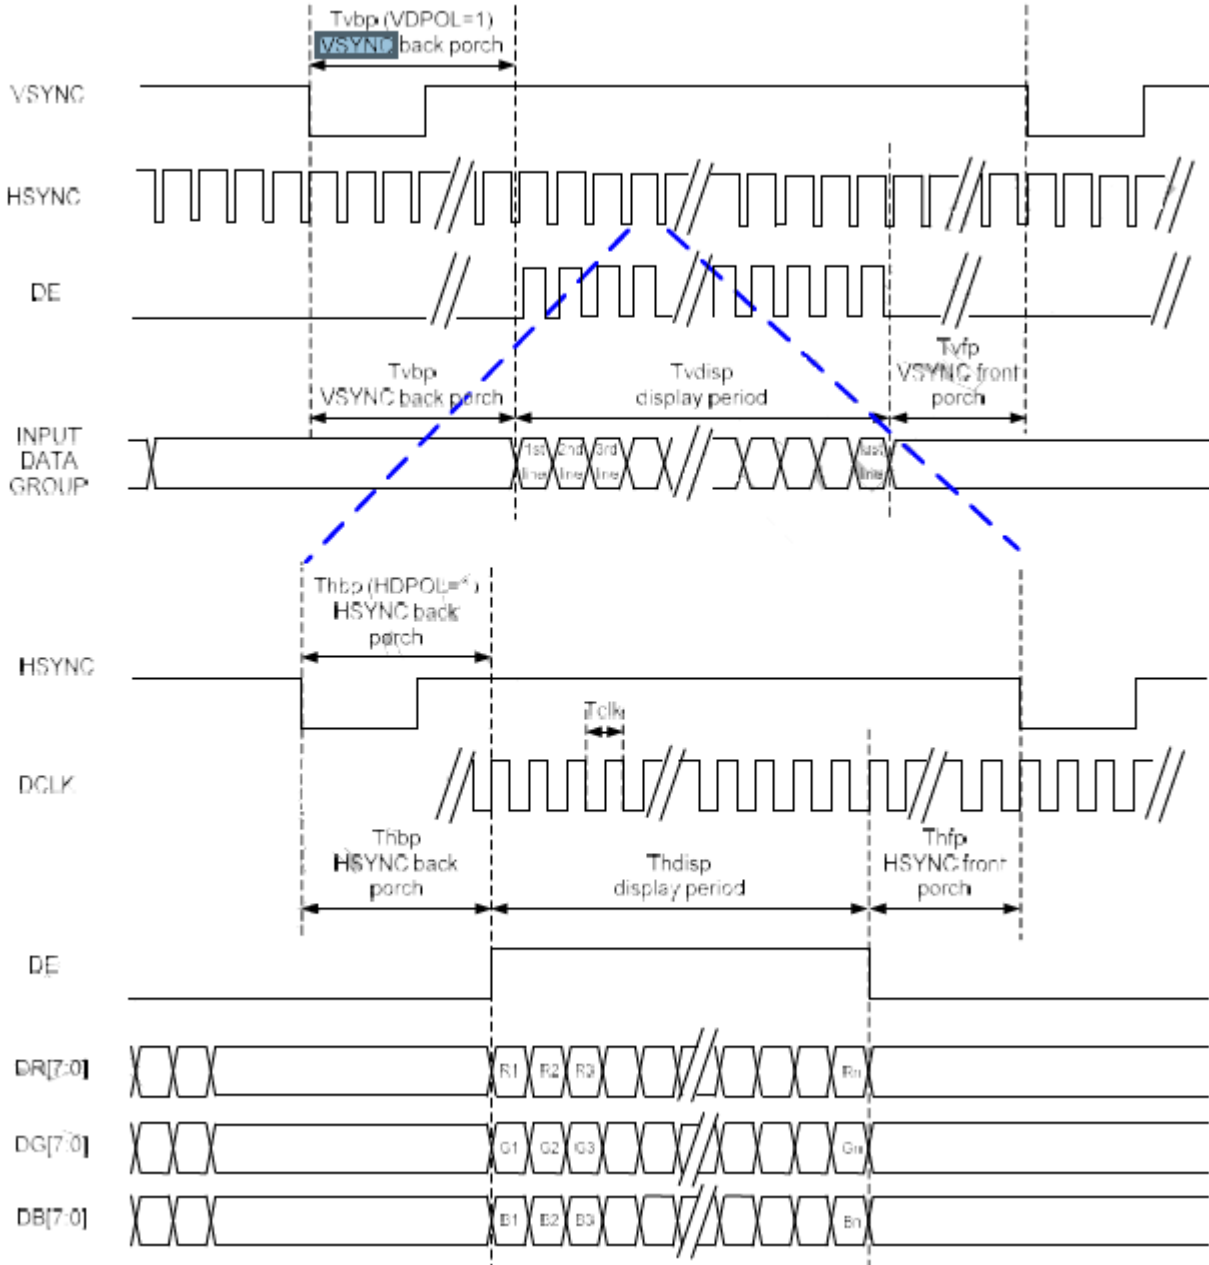 Tvbp (VDPOL=1)
VSYNC back porch
VSYNC
HSYNC
DE
Tvbp
VSYNC back porch
Tvdisp
display period
Tvfp
VSYNC front
porch
INPUT
DATA
GROUP
1st
line
2nd
line
3rd
line
last
line
Thbp (HDPOL=1)
HSYNC back
porch
HSYNC
Tclk
DCLK
Thbp
HSYNC back
porch
Thdisp
display period
Thfp
HSYNC front
porch
DE
DR[7:0]
R1 R2 R3 Rn
DG[7:0]
G1 G2 G3 Gn
DB[7:0]
B1 B2 B3 Bn